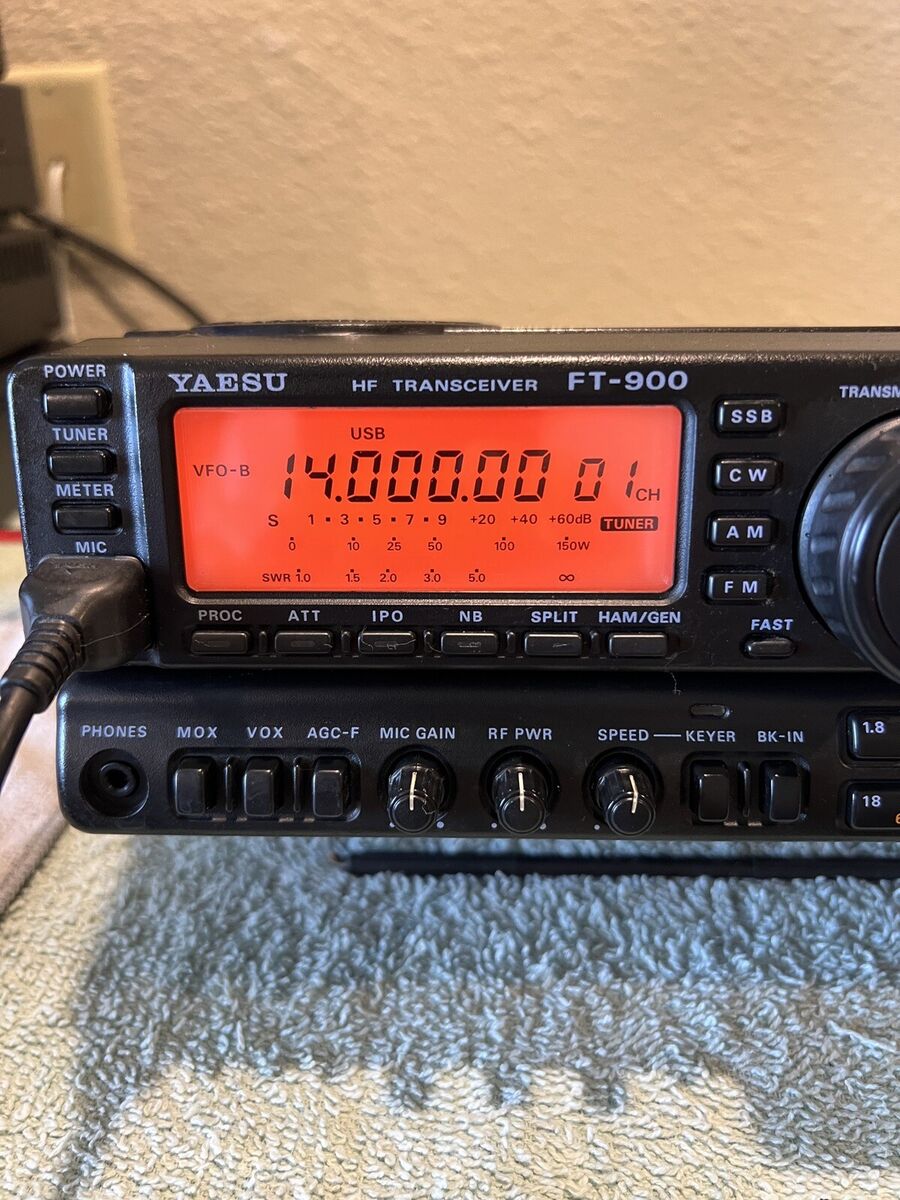 POWER
YAESU HF TRANSCEIVER FT-900
TRANSM
TUNER
METER
MIC
USB
VFO-B 14.000.00 01 CH
S 1 • 3 • 5 • 7 • 9 +20 +40 +60dB TUNER
0 10 25 50 100 150W
SWR 1.0 1.5 2.0 3.0 5.0 ∞
SSB
CW
AM
FM
FAST
PROC ATT IPO NB SPLIT HAM/GEN
PHONES MOX VOX AGC-F MIC GAIN RF PWR SPEED — KEYER BK-IN
1.8
18